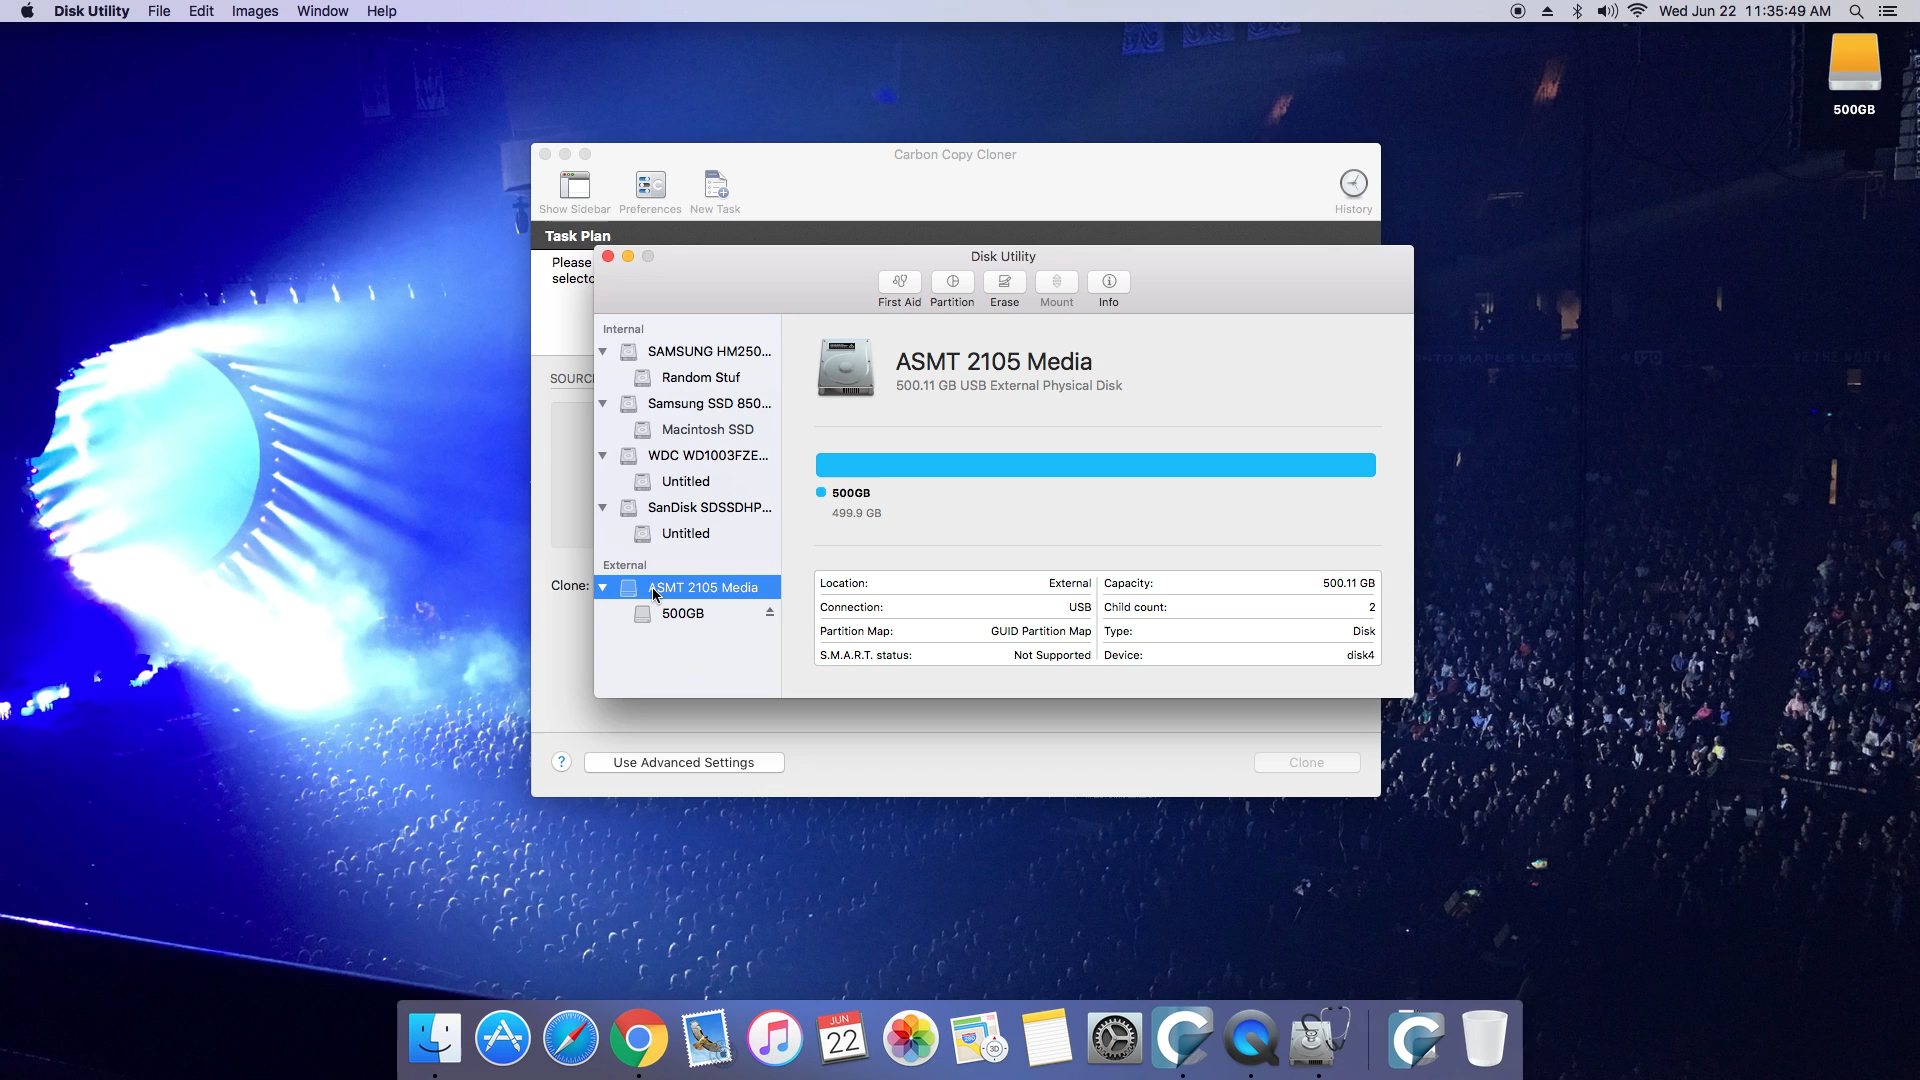 Disk Utility File Edit Images Window Help
Wed Jun 22 11:35:49 AM
500GB
Carbon Copy Cloner
Show Sidebar Preferences New Task
History
Task Plan
Please
selecto
SOURC
Clone:
Disk Utility
First Aid Partition Erase Mount Info
Internal
SAMSUNG HM250...
Random Stuf
Samsung SSD 850...
Macintosh SSD
WDC WD1003FZE...
Untitled
SanDisk SDSSDHP...
Untitled
External
ASMT 2105 Media
500GB
ASMT 2105 Media
500.11 GB USB External Physical Disk
500GB
499.9 GB
Location: External Capacity: 500.11 GB
Connection: USB Child count: 2
Partition Map: GUID Partition Map Type: Disk
S.M.A.R.T. status: Not Supported Device: disk4
? Use Advanced Settings Clone
JUN
22
280
3D